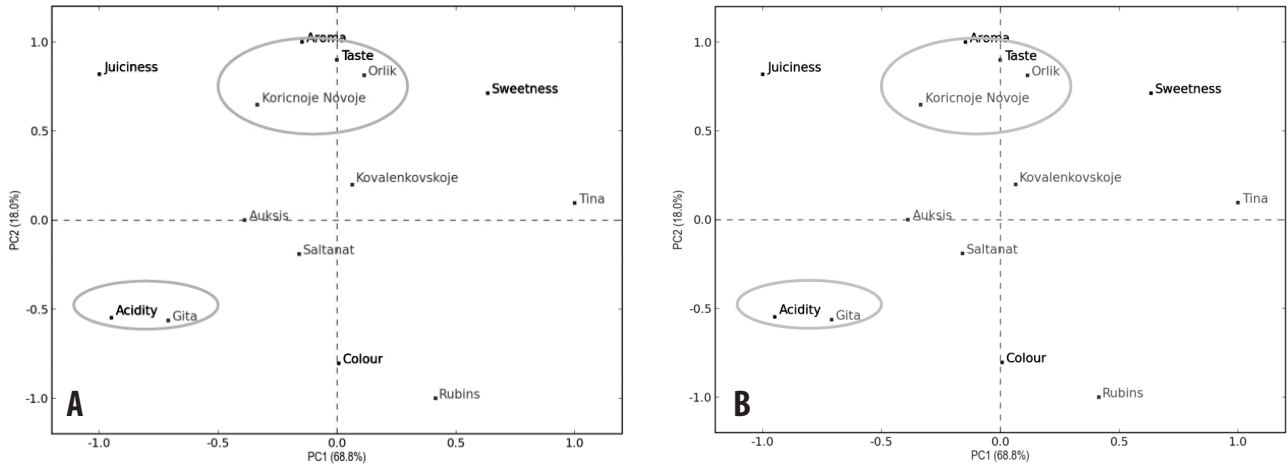 1.0
0.5
0.0
-0.5
-1.0
PC2 (18.0%)
Aroma
Taste
Orlik
Juiciness
Koricnoje Novoje
Sweetness
Kovalenkovskoje
Tina
Auksis
Saltanat
Acidity
Gita
Colour
Rubins
A
-1.0 -0.5 0.0 0.5 1.0
PC1 (68.8%)
1.0
0.5
0.0
-0.5
-1.0
PC2 (18.0%)
Aroma
Taste
Orlik
Juiciness
Koricnoje Novoje
Sweetness
Kovalenkovskoje
Tina
Auksis
Saltanat
Acidity
Gita
Colour
Rubins
B
-1.0 -0.5 0.0 0.5 1.0
PC1 (68.8%)